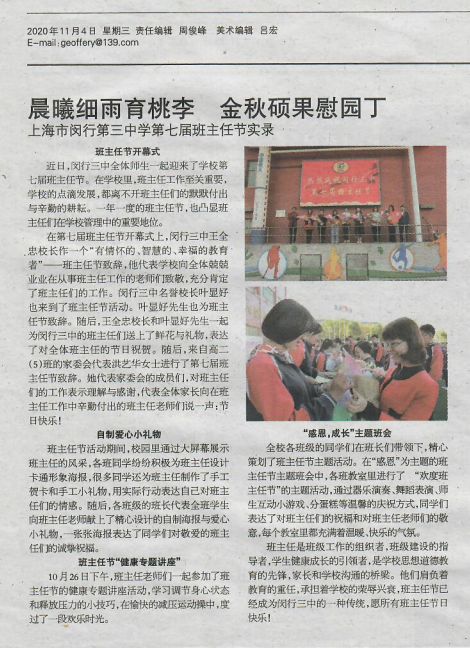 2020年11月4日 星期三 责任编辑 周俊峰 美术编辑 吕宏
E-mail:geoffery@139.com
晨曦细雨育桃李 金秋硕果慰园丁
上海市闵行第三中学第七届班主任节实录
班主任节开幕式
近日,闵行三中全体师生一起迎来了学校第
七届班主任节。在学校里,班主任工作至关重要,
学校的点滴发展,都离不开班主任们的默默付出
与辛勤的耕耘。一年一度的班主任节,也凸显班
主任们在学校管理中的重要地位。
在第七届班主任节开幕式上,闵行三中王全
忠校长作一个“有情怀的、智慧的、幸福的教育
者”——班主任节致辞,他代表学校向全体兢兢
业业在从事班主任工作的老师们致敬,充分肯定
了班主任们的工作。闵行三中名誉校长叶显好
也来到了班主任节活动。叶显好先生也为班主
任节致辞。随后,王全忠校长和叶显好先生一起
为闵行三中的班主任们送上了鲜花与礼物,表达
了对全体班主任的节日祝贺。随后,来自高二
(5)班的家委会代表洪艺华女士进行了第七届班
主任节致辞。她代表家委会的成员们,对班主任
们的工作表示理解与感谢,代表全体家长向在班
主任工作中辛勤付出的班主任老师们说一声:节
日快乐!
自制爱心小礼物
班主任节活动期间,校园里通过大屏幕展示
班主任的风采,各班同学纷纷积极为班主任设计
卡通形象海报,很多同学还为班主任制作了手工
贺卡和手工小礼物,用实际行动表达自己对班主
任们的情感。随后,各班级的班长代表全班学生
向班主任老师献上了精心设计的自制海报与爱心
小礼物,一张张海报表达了同学们对敬爱的班主
任们的诚挚祝福。
班主任节“健康专题讲座”
10月26日下午,班主任老师们一起参加了班
主任节的健康专题讲座活动,学习调节身心状态
和释放压力的小技巧,在愉快的减压运动操中,度
过了一段欢乐时光。
“感恩,成长”主题班会
全校各班级的同学们在班长们带领下,精心
策划了班主任节主题活动。在“感恩”为主题的班
主任节主题班会中,各班教室里进行了 “欢度班
主任节”的主题活动,通过器乐演奏、舞蹈表演、师
生互动小游戏、分蛋糕等温馨的庆祝方式,同学们
表达了对班主任们的祝福和对班主任老师们的敬
意,每个教室里都充满着温暖、快乐的气氛。
班主任是班级工作的组织者,班级建设的指
导者,学生健康成长的引领者,是学校思想道德教
育的先锋,家长和学校沟通的桥梁。他们肩负着
教育的重任,承担着学校的荣辱兴衰,班主任节已
经成为闵行三中的一种传统,愿所有班主任节日
快乐!